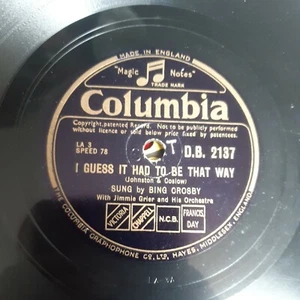 MADE IN ENGLAND
"Magic Notes"
TRADE MARK
Columbia
Copyright, patented Record. Not to be publicly performed
without licence or sold below price fixed by patentees.
LA 3
SPEED 78
T
D.B. 2137
I GUESS IT HAD TO BE THAT WAY
(Johnston & Coslow)
SUNG by BING CROSBY
With Jimmie Grier and his Orchestra
VICTORIA
CHAPPELL
N.C.B.
FRANCIS DAY
COLUMBIA GRAPHOPHONE CO LTD, HAYES, MIDDLESEX, ENGLAND